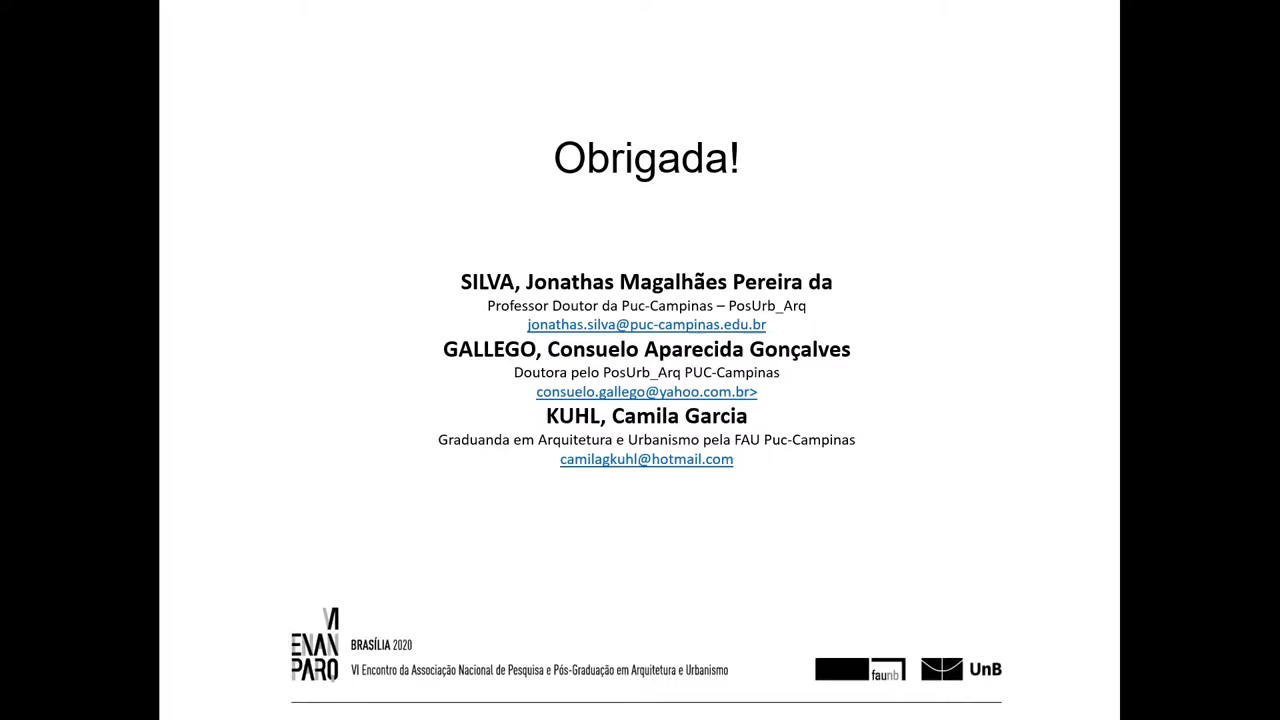 Obrigada!
SILVA, Jonathas Magalhães Pereira da
Professor Doutor da Puc-Campinas – PosUrb_Arq
jonathas.silva@puc-campinas.edu.br
GALLEGO, Consuelo Aparecida Gonçalves
Doutora pelo PosUrb_Arq PUC-Campinas
consuelo.gallego@yahoo.com.br>
KUHL, Camila Garcia
Graduanda em Arquitetura e Urbanismo pela FAU Puc-Campinas
camilagkuhl@hotmail.com
VI
ENAN
PARQ
BRASÍLIA 2020
VI Encontro da Associação Nacional de Pesquisa e Pós-Graduação em Arquitetura e Urbanismo
faunb
UnB